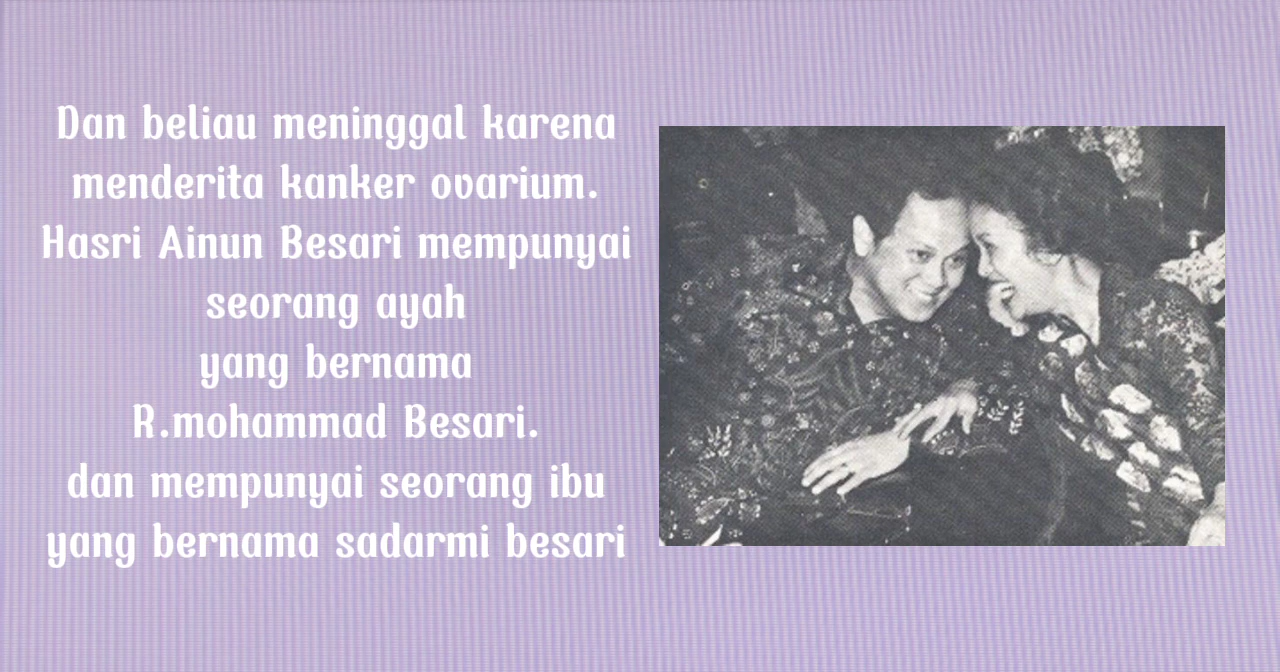 Dan beliau meninggal karena
menderita kanker ovarium.
Hasri Ainun Besari mempunyai
seorang ayah
yang bernama
R.mohammad Besari.
dan mempunyai seorang ibu
yang bernama sadarmi besari